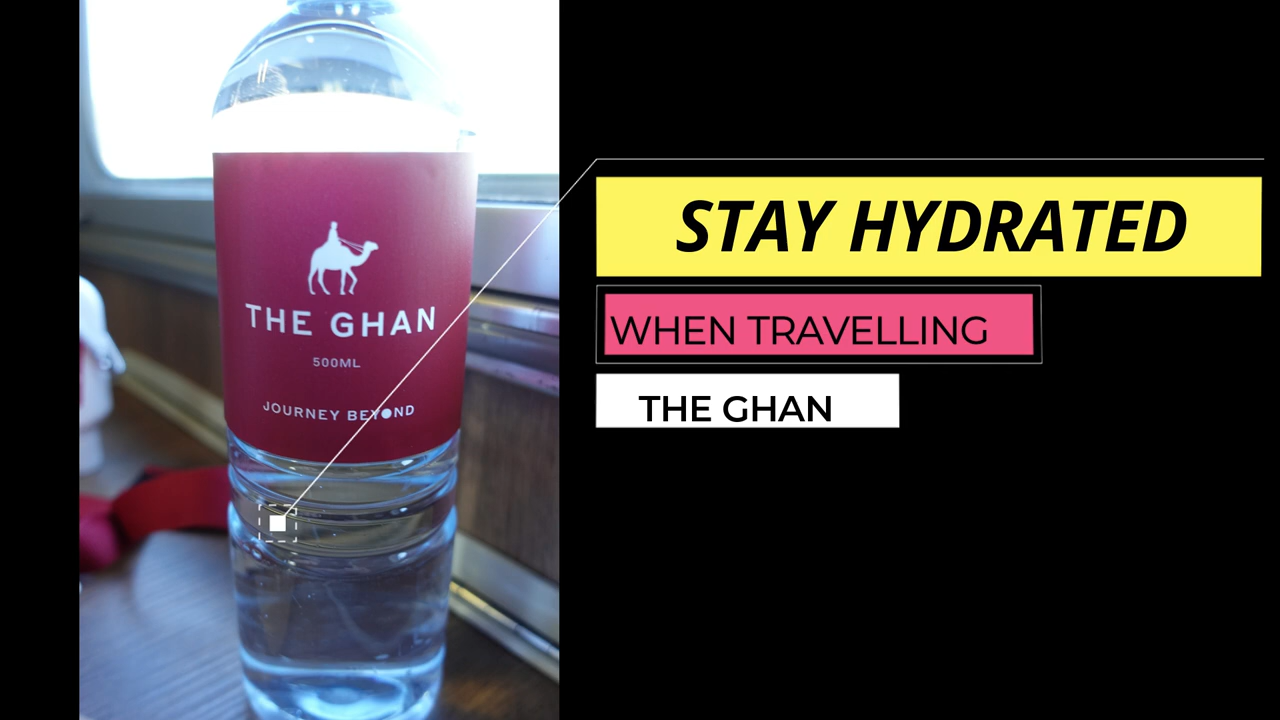 THE GHAN
500ML
JOURNEY BEYOND
STAY HYDRATED
WHEN TRAVELLING
THE GHAN